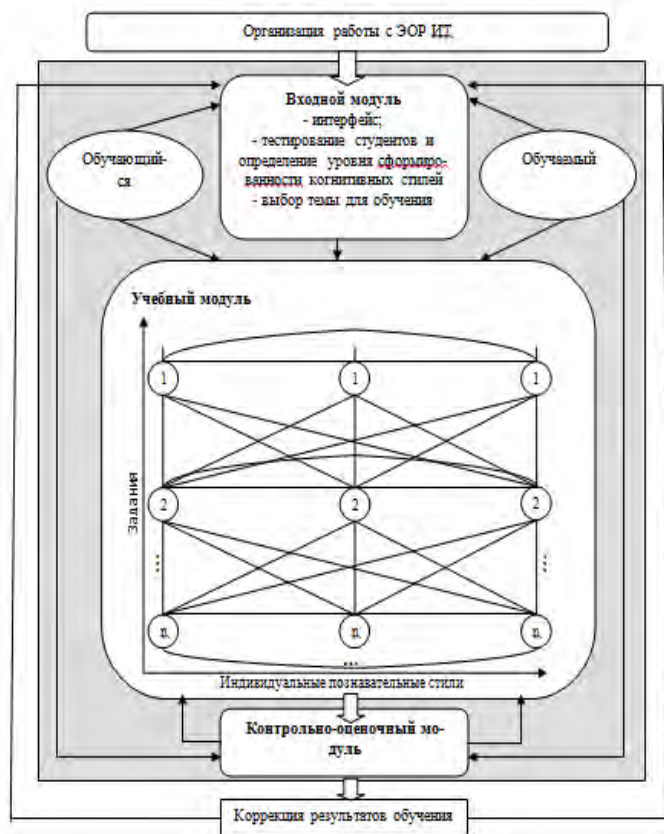 Организация работы с ЭОР ИТ
Входной модуль
- интерфейс;
- тестирование студентов и
определение уровня сформиро-
ванности когнитивных стилей
- выбор темы для обучения
Обучающий-
ся
Обучаемый
Учебный модуль
Задания
1
1
1
2
2
2
...
...
n
n
n
...
Индивидуальные познавательные стили
Контрольно-оценочный мо-
дуль
Коррекция результатов обучения